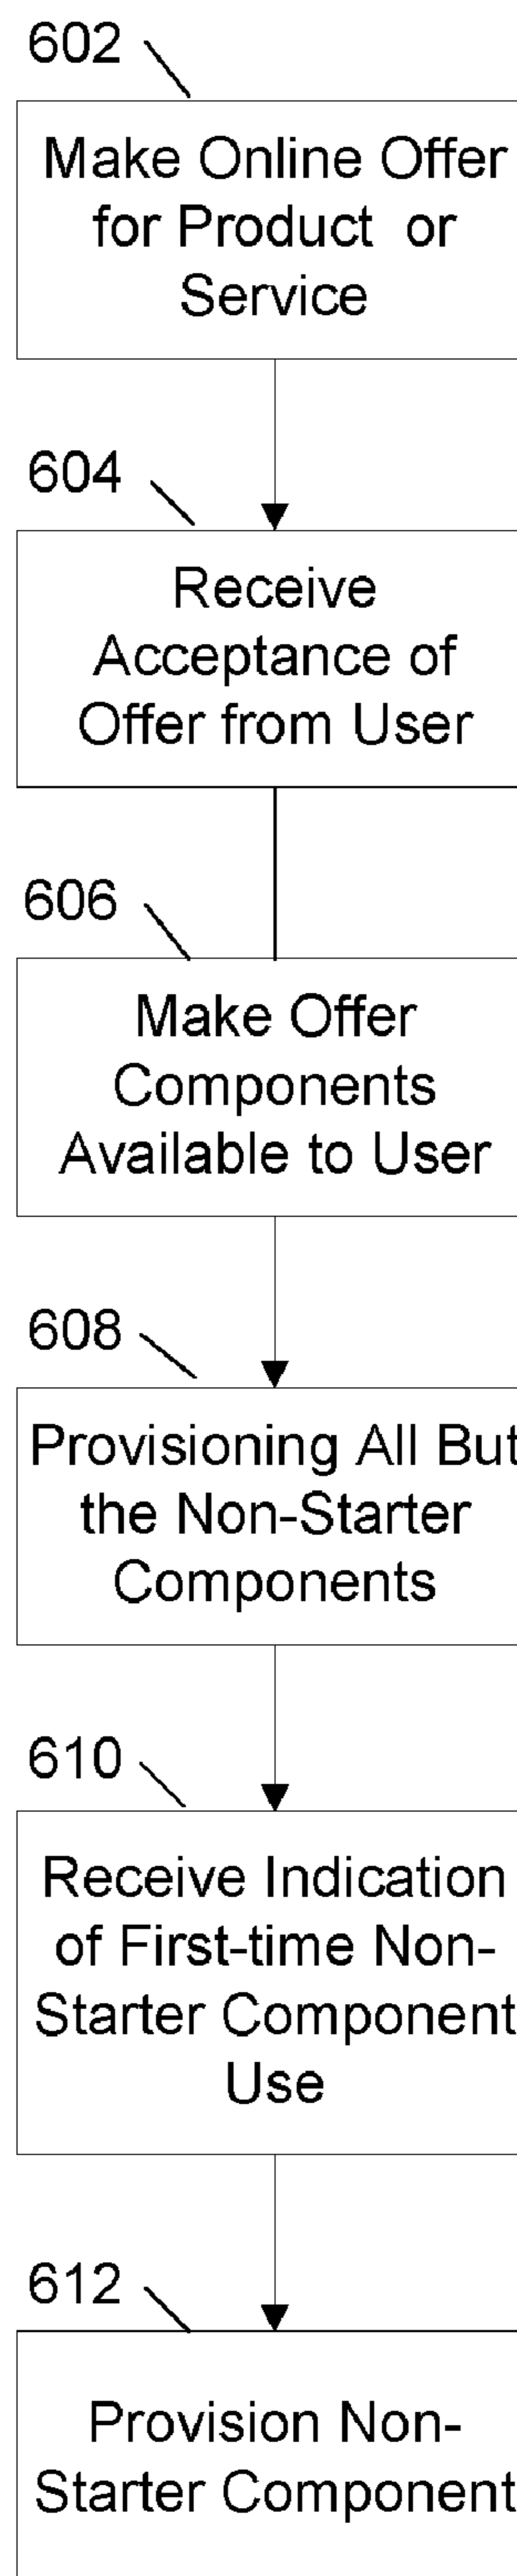 602
Make Online Offer
for Product or
Service
604
Receive
Acceptance of
Offer from User
606
Make Offer
Components
Available to User
608
Provisioning All But
the Non-Starter
Components
610
Receive Indication
of First-time Non-
Starter Component
Use
612
Provision Non-
Starter Component